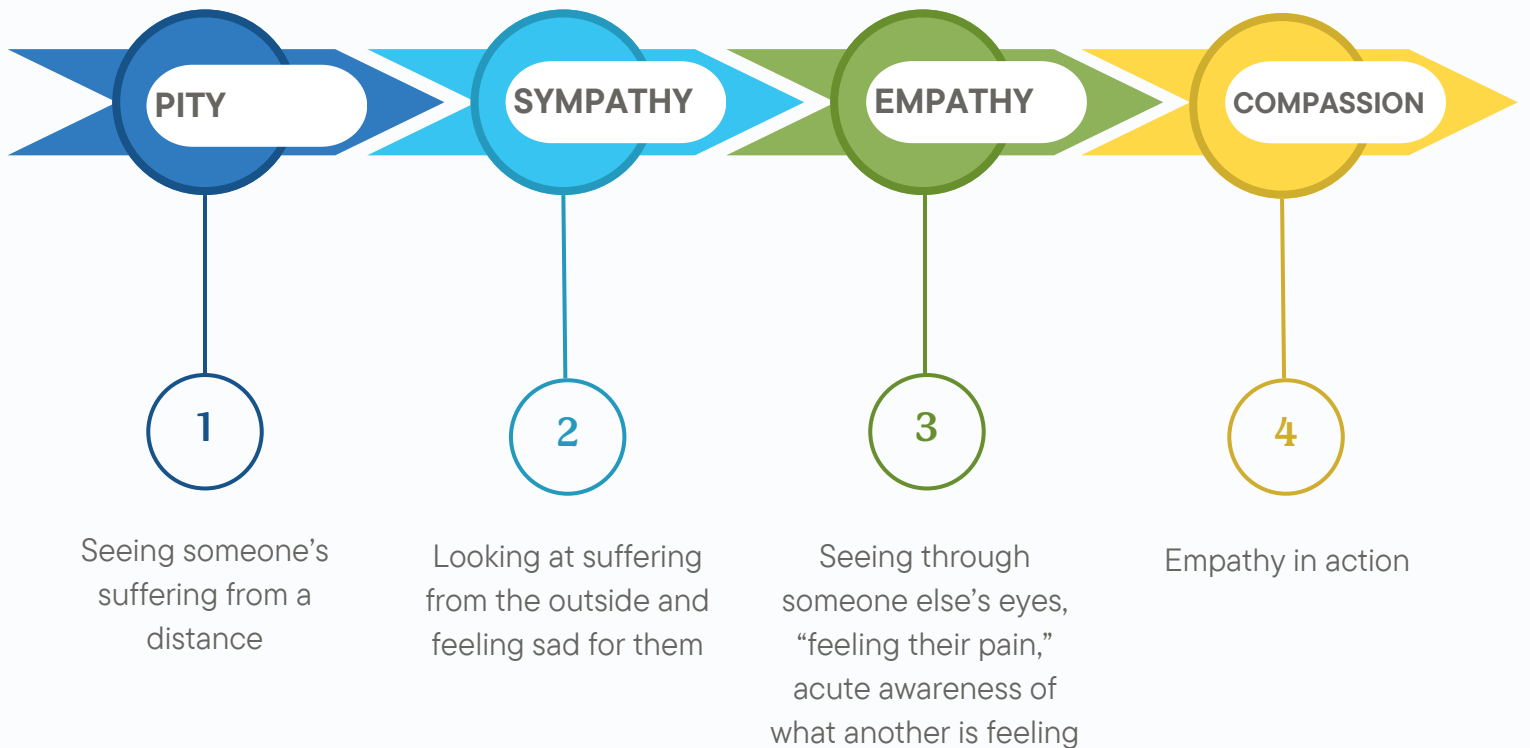 PITY
SYMPATHY
EMPATHY
COMPASSION
1
2
3
4
Seeing someone’s
suffering from a
distance
Looking at suffering
from the outside and
feeling sad for them
Seeing through
someone else’s eyes,
“feeling their pain,”
acute awareness of
what another is feeling
Empathy in action